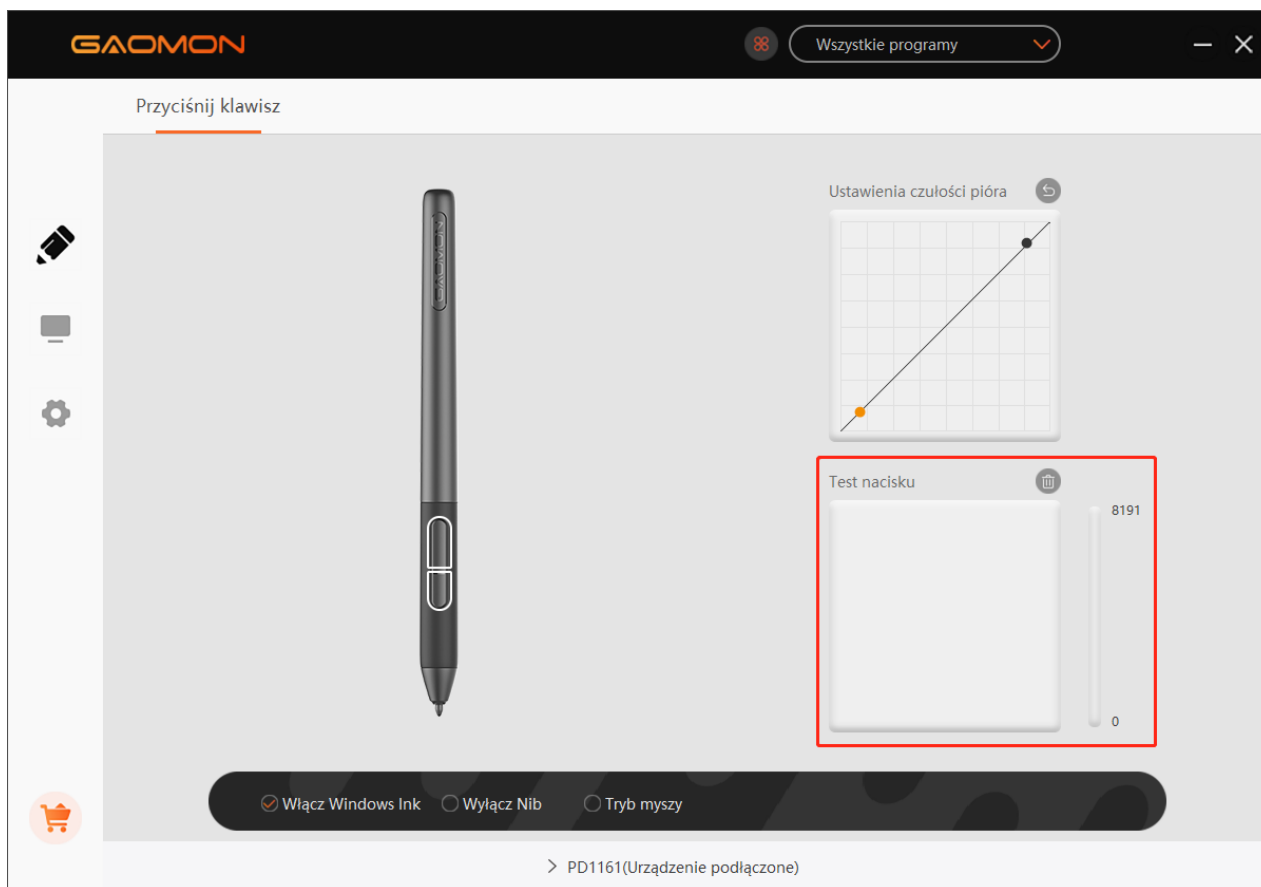 GAOMON
Wszystkie programy
Przyciśnij klawisz
Ustawienia czułości pióra
GAOMON
Test nacisku
8191
0
Włącz Windows Ink
Wyłącz Nib
Tryb myszy
PD1161(Urządzenie podłączone)